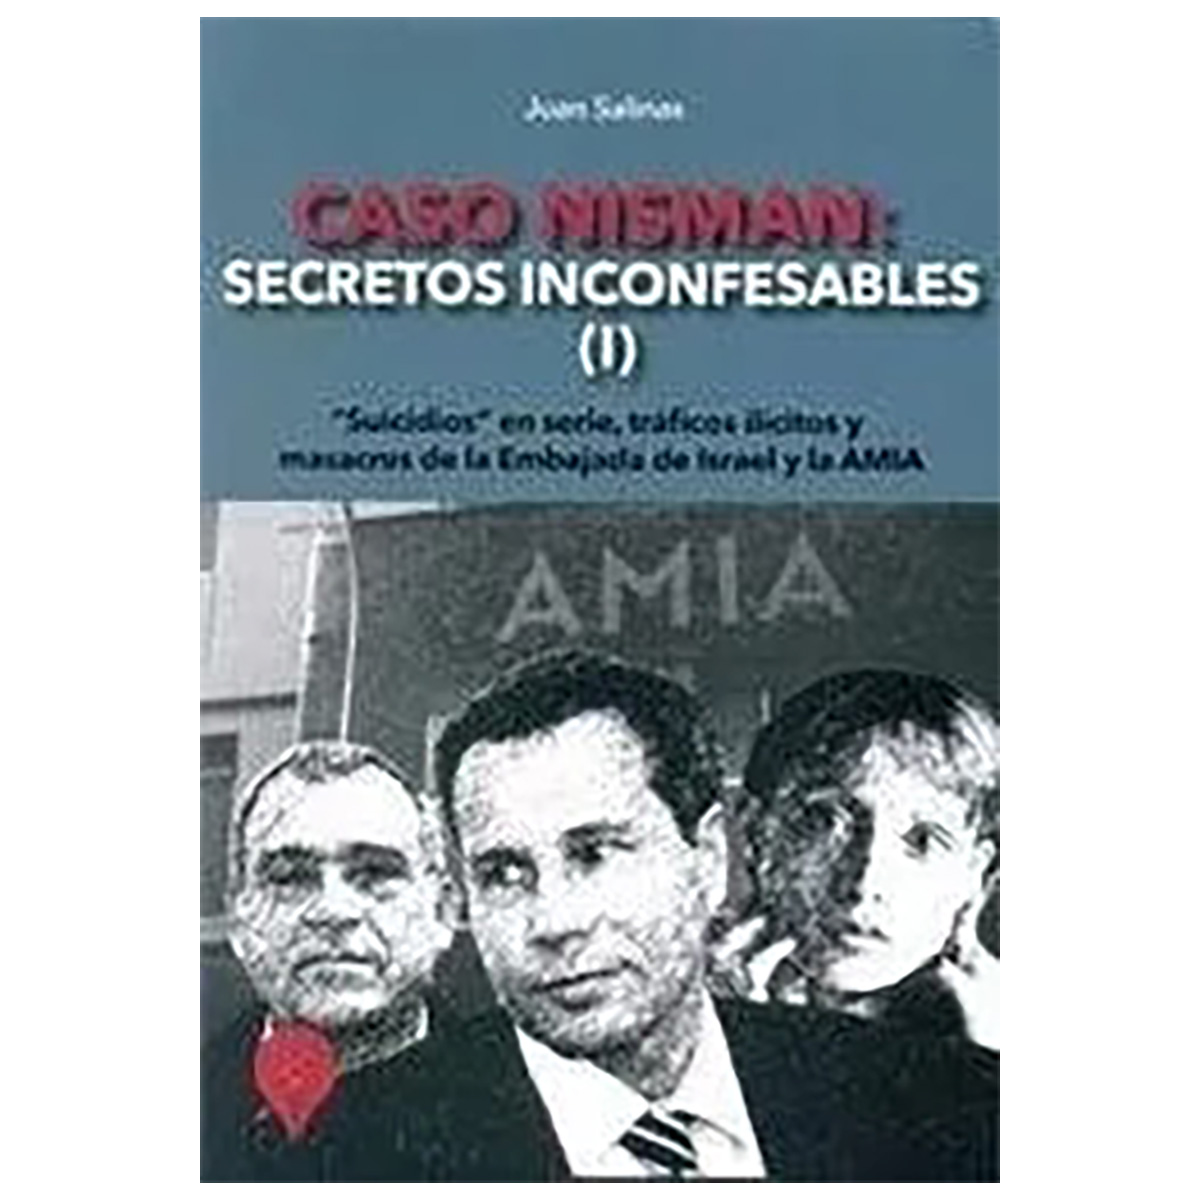 Juan Salinas
CASO NISMAN:
SECRETOS INCONFESABLES
(I)
"Suicidios" en serie, tráficos ilícitos y
masacres de la Embajada de Israel y la AMIA
AMIA